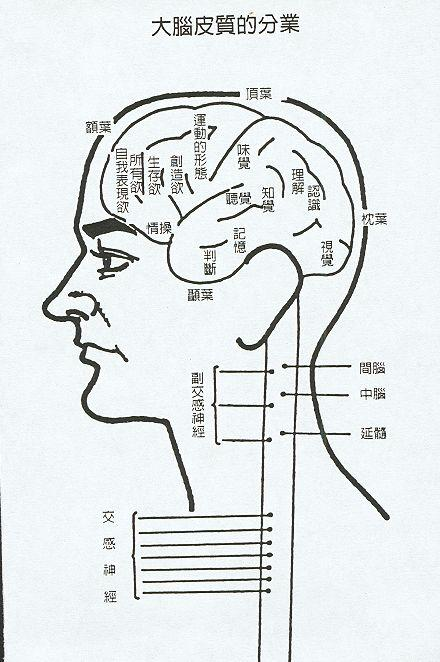 大腦皮質的分業
頂葉
額葉
自我表現欲
所有欲
生存欲
創造欲
運動的形態
味覺
理解
認識
知覺
聽覺
枕葉
情操
記憶
判斷
視覺
顳葉
副交感神經
間腦
中腦
延髓
交感神經